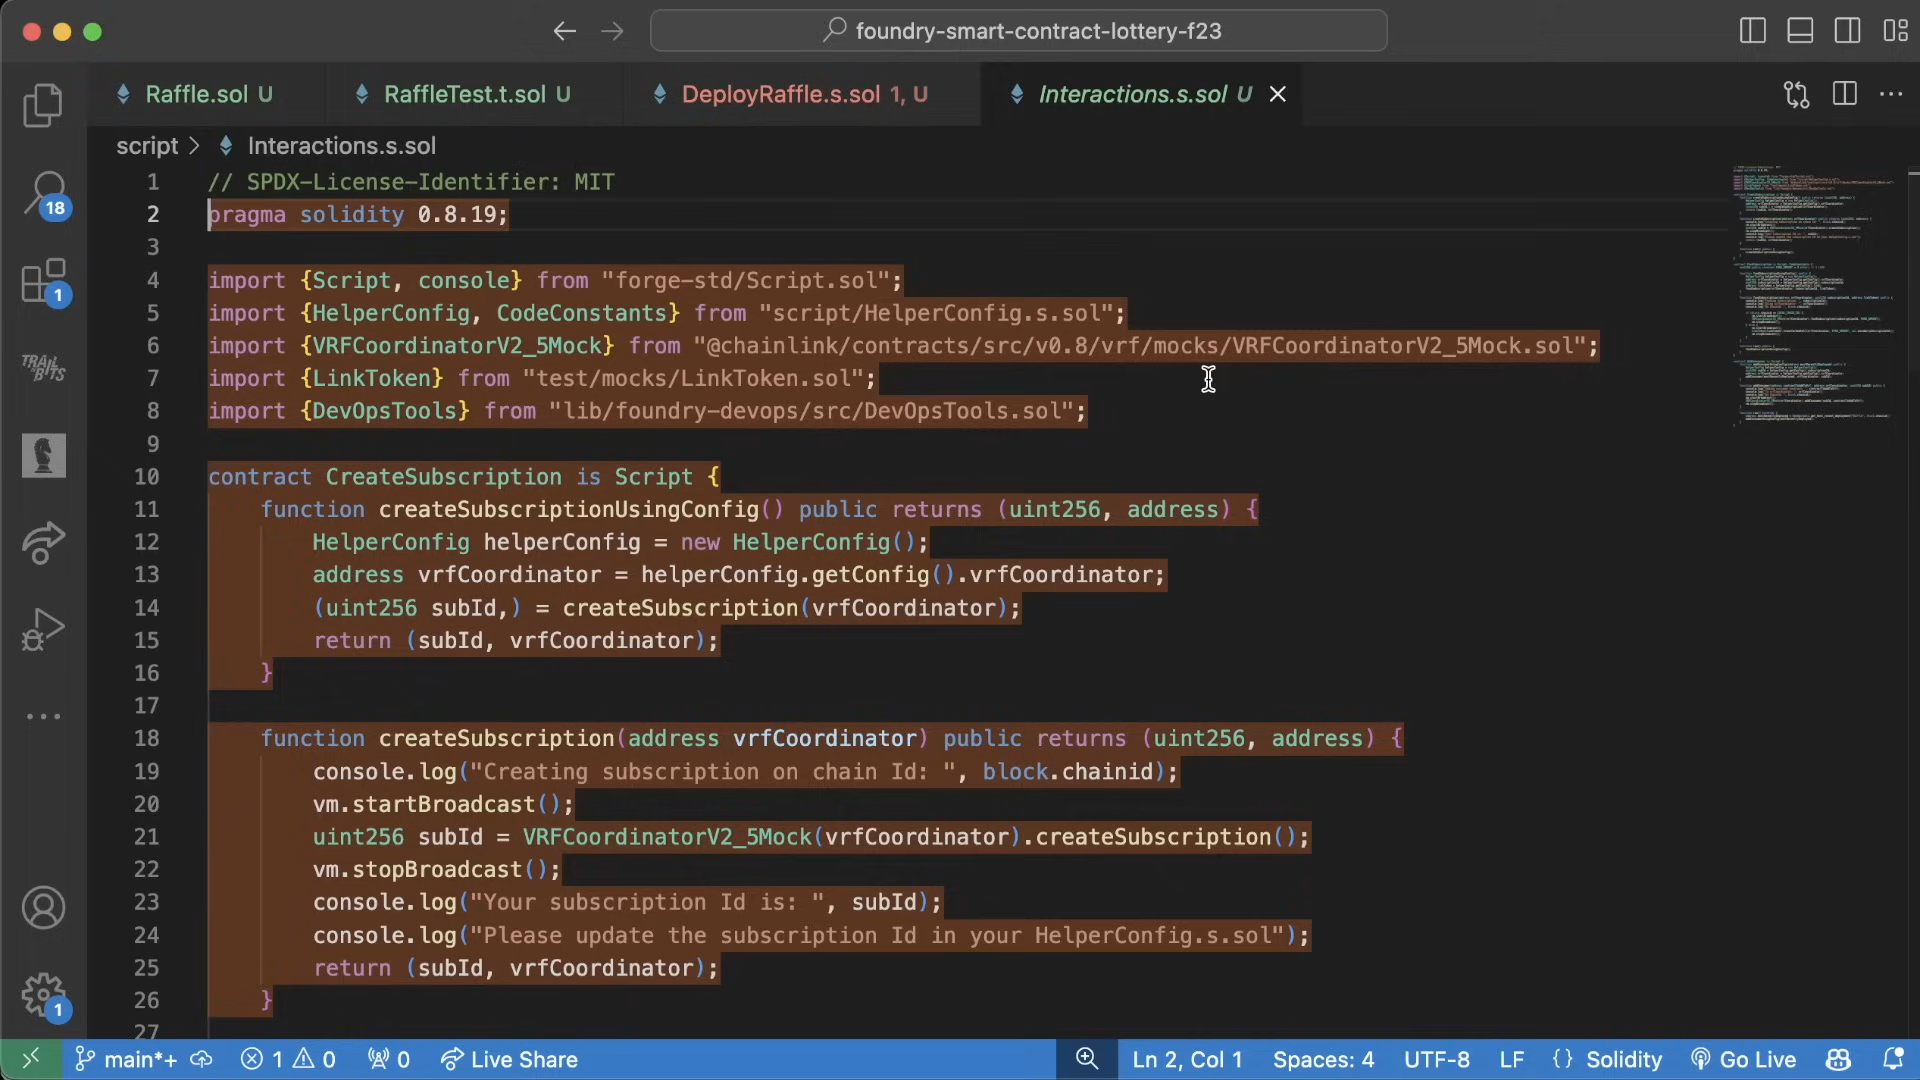 foundry-smart-contract-lottery-f23
Raffle.sol U
RaffleTest.t.sol U
DeployRaffle.s.sol 1, U
Interactions.s.sol U
script > Interactions.s.sol
1 // SPDX-License-Identifier: MIT
2 pragma solidity 0.8.19;
3
4 import {Script, console} from "forge-std/Script.sol";
5 import {HelperConfig, CodeConstants} from "script/HelperConfig.s.sol";
6 import {VRFCoordinatorV2_5Mock} from "@chainlink/contracts/src/v0.8/vrf/mocks/VRFCoordinatorV2_5Mock.sol";
7 import {LinkToken} from "test/mocks/LinkToken.sol";
8 import {DevOpsTools} from "lib/foundry-devops/src/DevOpsTools.sol";
9
10 contract CreateSubscription is Script {
11 function createSubscriptionUsingConfig() public returns (uint256, address) {
12 HelperConfig helperConfig = new HelperConfig();
13 address vrfCoordinator = helperConfig.getConfig().vrfCoordinator;
14 (uint256 subId,) = createSubscription(vrfCoordinator);
15 return (subId, vrfCoordinator);
16 }
17
18 function createSubscription(address vrfCoordinator) public returns (uint256, address) {
19 console.log("Creating subscription on chain Id: ", block.chainid);
20 vm.startBroadcast();
21 uint256 subId = VRFCoordinatorV2_5Mock(vrfCoordinator).createSubscription();
22 vm.stopBroadcast();
23 console.log("Your subscription Id is: ", subId);
24 console.log("Please update the subscription Id in your HelperConfig.s.sol");
25 return (subId, vrfCoordinator);
26 }
27
18
1
TRAIL OF BITS
1
main*+ 1 0 0 Live Share Ln 2, Col 1 Spaces: 4 UTF-8 LF {} Solidity Go Live